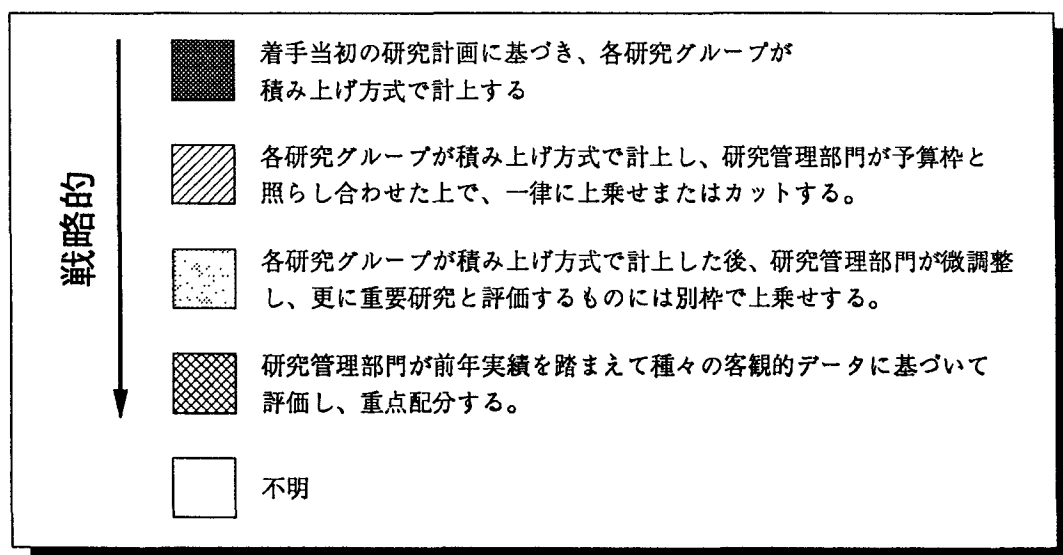 戦略的
着手当初の研究計画に基づき、各研究グループが
積み上げ方式で計上する
各研究グループが積み上げ方式で計上し、研究管理部門が予算枠と
照らし合わせた上で、一律に上乗せまたはカットする。
各研究グループが積み上げ方式で計上した後、研究管理部門が微調整
し、更に重要研究と評価するものには別枠で上乗せする。
研究管理部門が前年実績を踏まえて種々の客観的データに基づいて
評価し、重点配分する。
不明